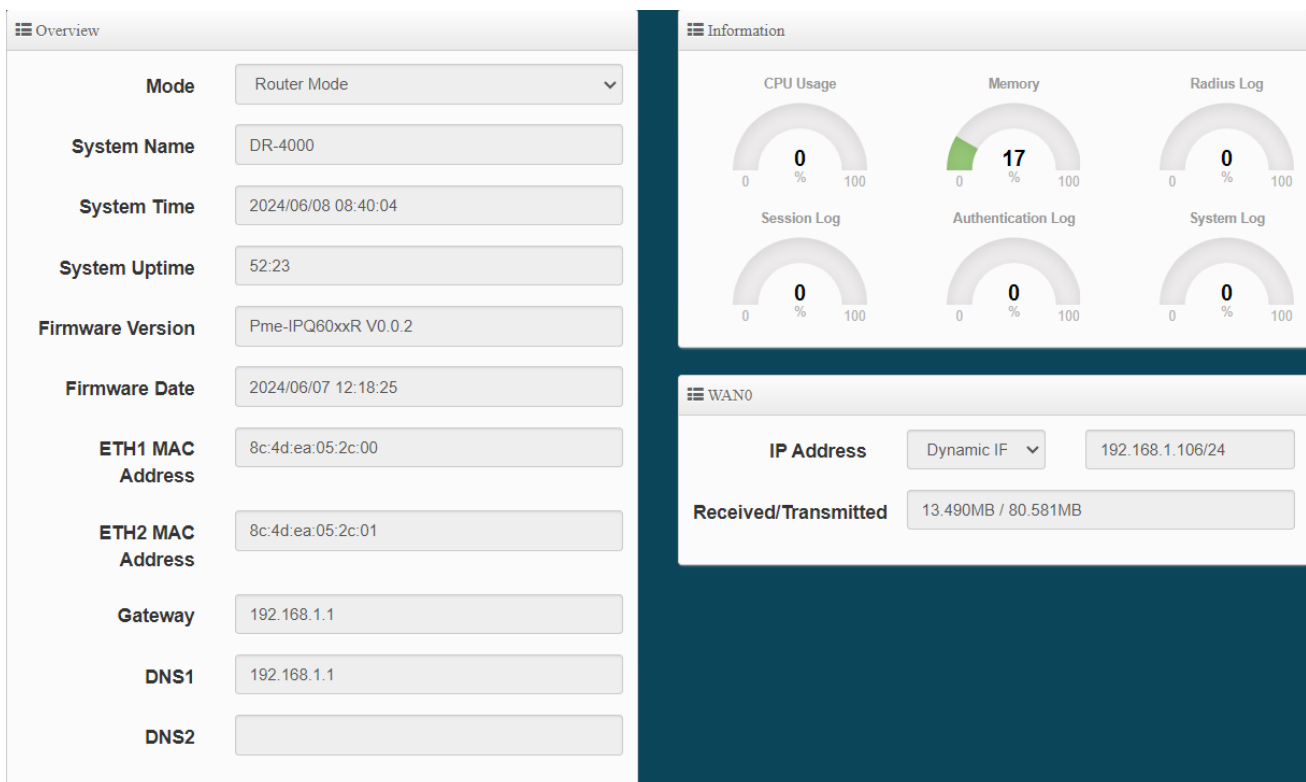 Overview
Mode
Router Mode
System Name
DR-4000
System Time
2024/06/08 08:40:04
System Uptime
52:23
Firmware Version
Pme-IPQ60xxR V0.0.2
Firmware Date
2024/06/07 12:18:25
ETH1 MAC
Address
8c:4d:ea:05:2c:00
ETH2 MAC
Address
8c:4d:ea:05:2c:01
Gateway
192.168.1.1
DNS1
192.168.1.1
DNS2
Information
CPU Usage
0
%
0 100
Memory
17
%
0 100
Radius Log
0
%
0 100
Session Log
0
%
0 100
Authentication Log
0
%
0 100
System Log
0
%
0 100
WAN0
IP Address
Dynamic IF
192.168.1.106/24
Received/Transmitted
13.490MB / 80.581MB